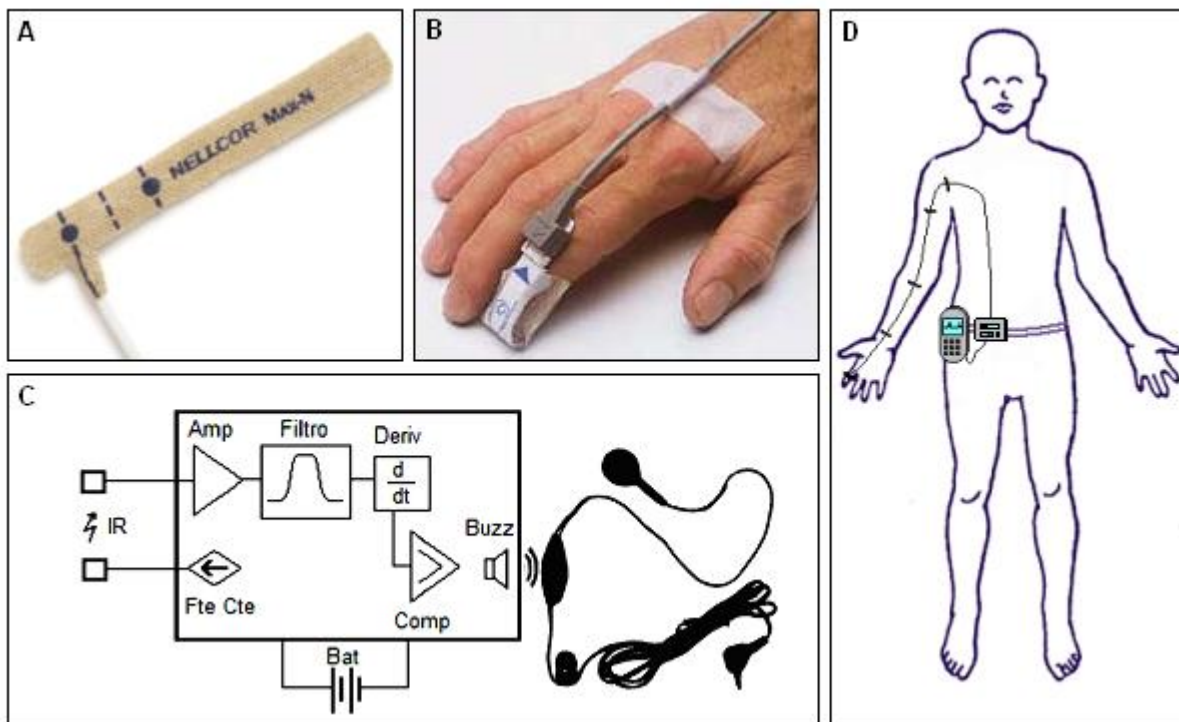 A
NELLCOR MAX-N
B
C
Amp
Filtro
Deriv
d
dt
IR
Buzz
Fte Cte
Comp
Bat
D